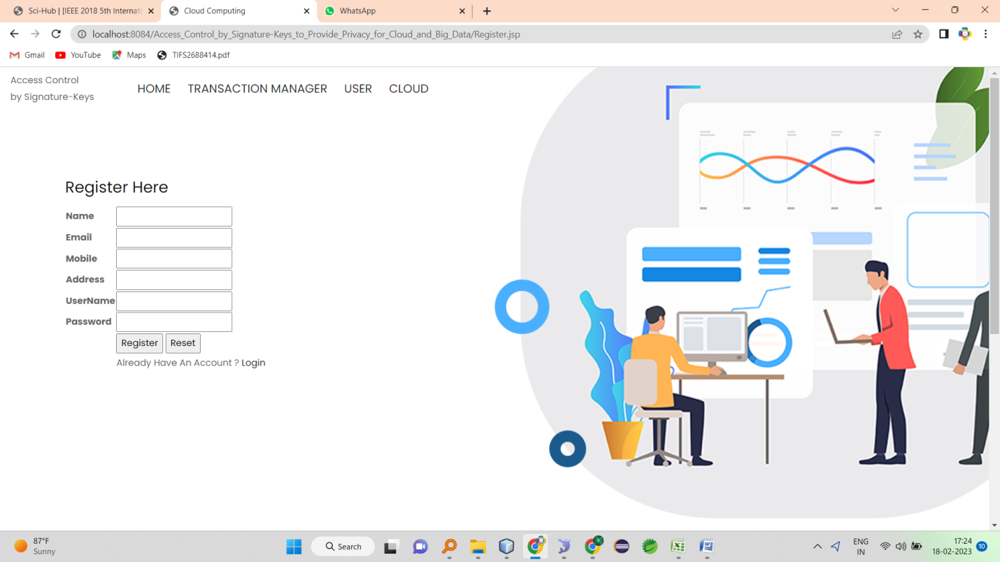 Sci-Hub | [IEEE 2018 5th Internati
Cloud Computing
WhatsApp
localhost:8084/Access_Control_by_Signature-Keys_to_Provide_Privacy_for_Cloud_and_Big_Data/Register.jsp
Gmail
YouTube
Maps
TIFS2688414.pdf
Access Control
by Signature-Keys
HOME
TRANSACTION MANAGER
USER
CLOUD
Register Here
Name
Email
Mobile
Address
UserName
Password
Register
Reset
Already Have An Account ? Login
87°F
Sunny
Search
ENG
IN
17:24
18-02-2023
10